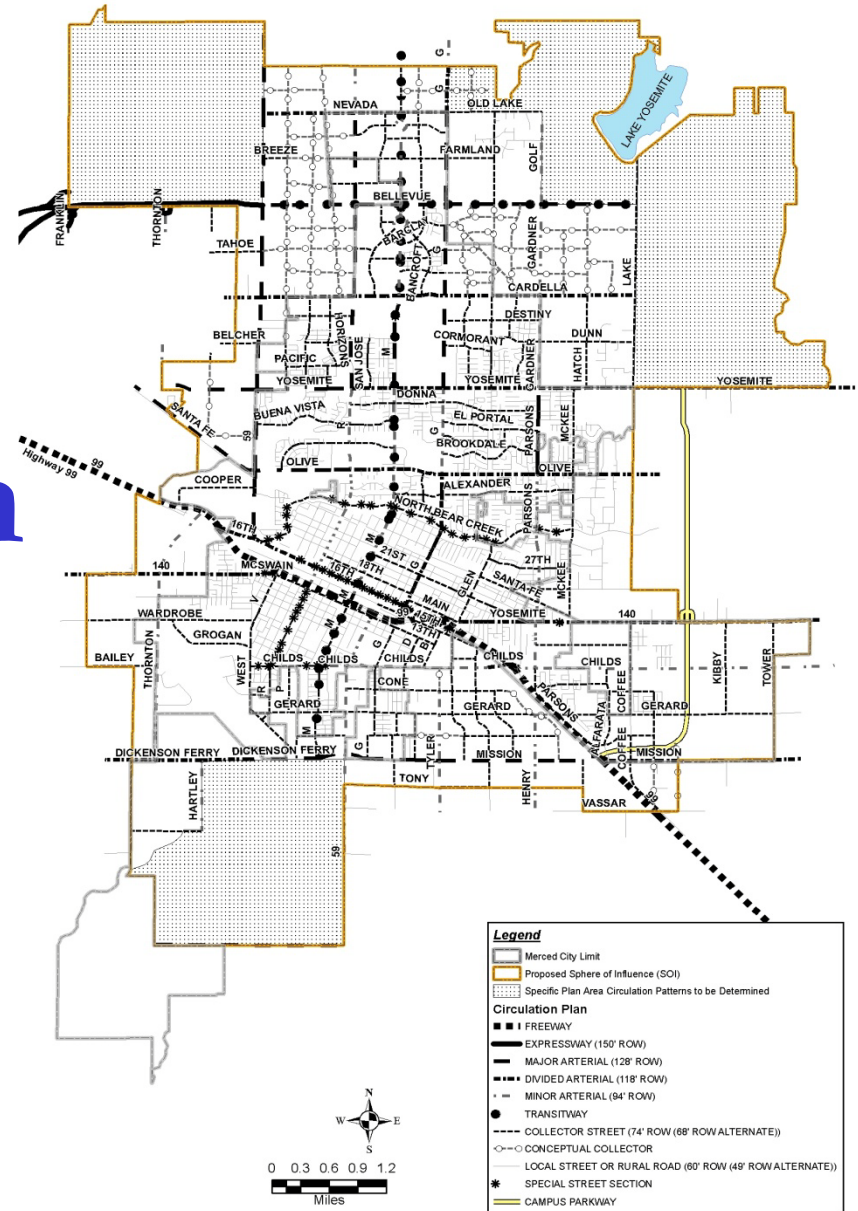 G
G
NEVADA
OLD LAKE
LAKE YOSEMITE
BREEZE
FARMLAND
GOLF
FRANKLIN
THORNTON
BELLEVUE
BARCLAY
TAHOE
BANCROFT
G
GARDNER
LAKE
CARDELLA
HORIZONS
DESTINY
BELCHER
SAN JOSE
M
CORMORANT
DUNN
PACIFIC
GARDNER
HATCH
YOSEMITE
YOSEMITE
YOSEMITE
DONNA
SANTA FE
59
BUENA VISTA
R
EL PORTAL
G
BROOKDALE
PARSONS
MCKEE
Highway 99
99
OLIVE
OLIVE
COOPER
ALEXANDER
PARSONS
NORTH BEAR CREEK
16TH
M
21ST
27TH
140
MCSWAIN
16TH
18TH
G
GLEN
SANTA-FE
MCKEE
MAIN
WARDROBE
V
M
99
16TH
13TH
YOSEMITE
140
GROGAN
M
G
D
B
BAILEY
THORNTON
WEST
CHILDS
CHILDS
CHILDS
CHILDS
CHILDS
KIBBY
TOWER
R
P
CONE
PARSONS
COFFEE
GERARD
GERARD
ALFARATA
GERARD
M
G
TYLER
COFFEE
DICKENSON FERRY
DICKENSON FERRY
MISSION
MISSION
HARTLEY
TONY
HENRY
VASSAR
99
59
n
Legend
Merced City Limit
Proposed Sphere of Influence (SOI)
Specific Plan Area Circulation Patterns to be Determined
Circulation Plan
FREEWAY
EXPRESSWAY (150' ROW)
MAJOR ARTERIAL (128' ROW)
DIVIDED ARTERIAL (118' ROW)
MINOR ARTERIAL (94' ROW)
TRANSITWAY
COLLECTOR STREET (74' ROW (68' ROW ALTERNATE))
CONCEPTUAL COLLECTOR
LOCAL STREET OR RURAL ROAD (60' ROW (49' ROW ALTERNATE))
SPECIAL STREET SECTION
CAMPUS PARKWAY
N
W E
S
0 0.3 0.6 0.9 1.2
Miles